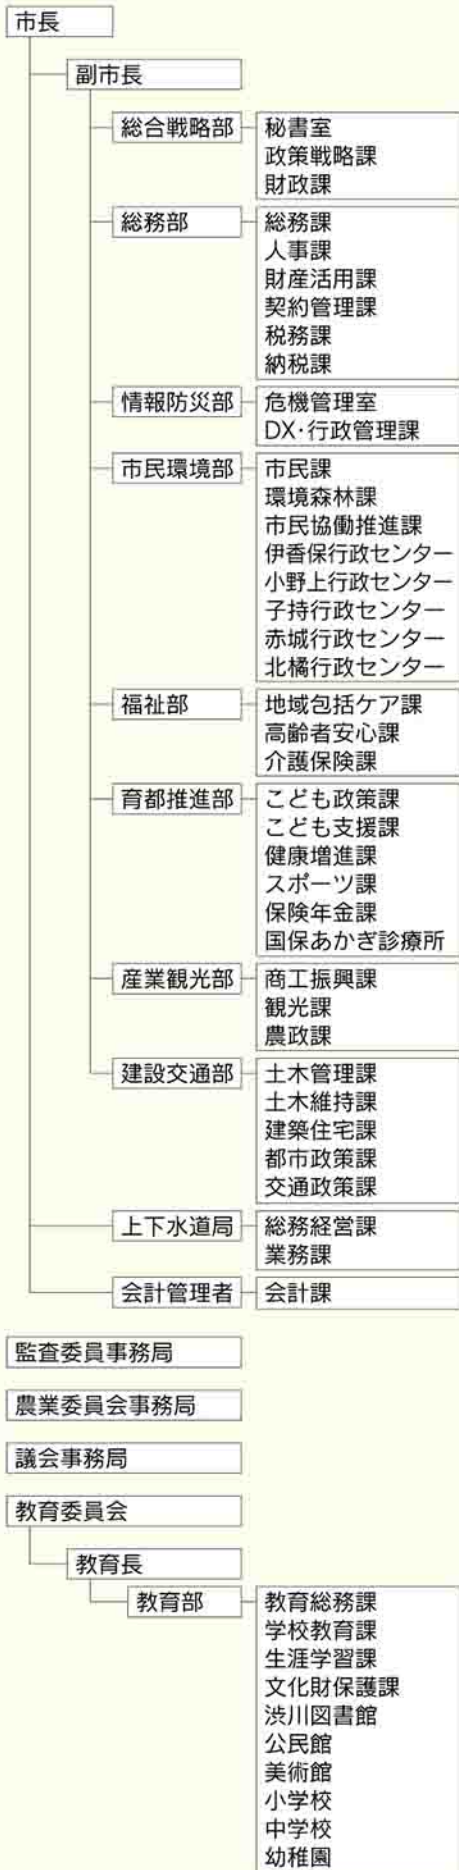 市長
副市長
総合戦略部
秘書室
政策戦略課
財政課
総務部
総務課
人事課
財産活用課
契約管理課
税務課
納税課
情報防災部
危機管理室
DX・行政管理課
市民環境部
市民課
環境森林課
市民協働推進課
伊香保行政センター
小野上行政センター
子持行政センター
赤城行政センター
北橘行政センター
福祉部
地域包括ケア課
高齢者安心課
介護保険課
育都推進部
こども政策課
こども支援課
健康増進課
スポーツ課
保険年金課
国保あかぎ診療所
産業観光部
商工振興課
観光課
農政課
建設交通部
土木管理課
土木維持課
建築住宅課
都市政策課
交通政策課
上下水道局
総務経営課
業務課
会計管理者
会計課
監査委員事務局
農業委員会事務局
議会事務局
教育委員会
教育長
教育部
教育総務課
学校教育課
生涯学習課
文化財保護課
渋川図書館
公民館
美術館
小学校
中学校
幼稚園